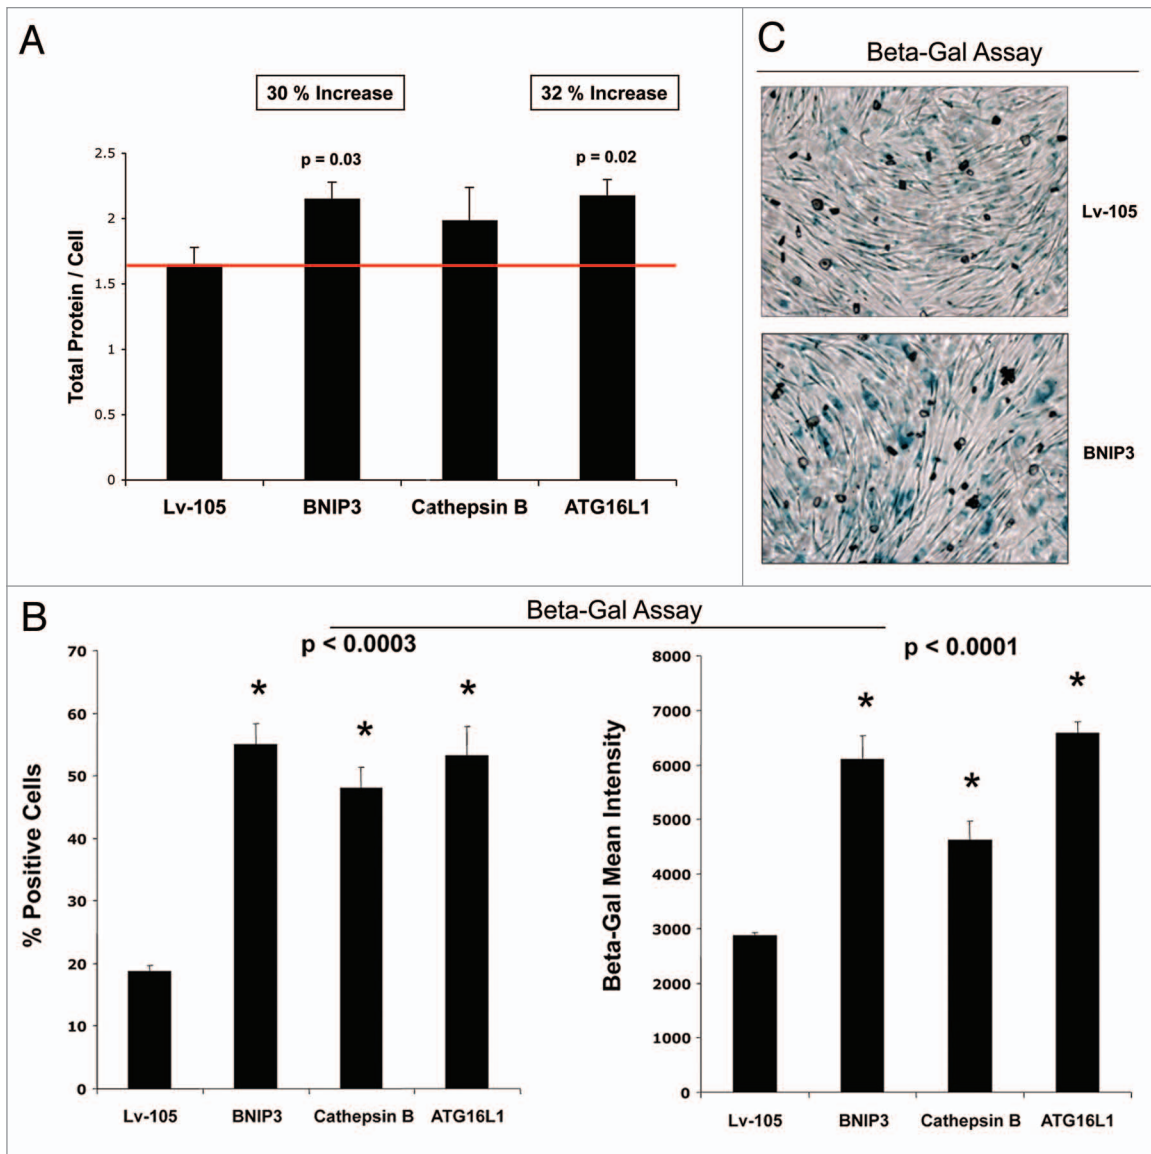 A
30 % Increase
32 % Increase
p = 0.03
p = 0.02
2.5
2
1.5
1
0.5
0
Total Protein / Cell
Lv-105
BNIP3
Cathepsin B
ATG16L1
C
Beta-Gal Assay
Lv-105
BNIP3
B
Beta-Gal Assay
p < 0.0003
70
60
50
40
30
20
10
0
% Positive Cells
*
*
*
Lv-105
BNIP3
Cathepsin B
ATG16L1
p < 0.0001
8000
7000
6000
5000
4000
3000
2000
1000
0
Beta-Gal Mean Intensity
*
*
*
Lv-105
BNIP3
Cathepsin B
ATG16L1